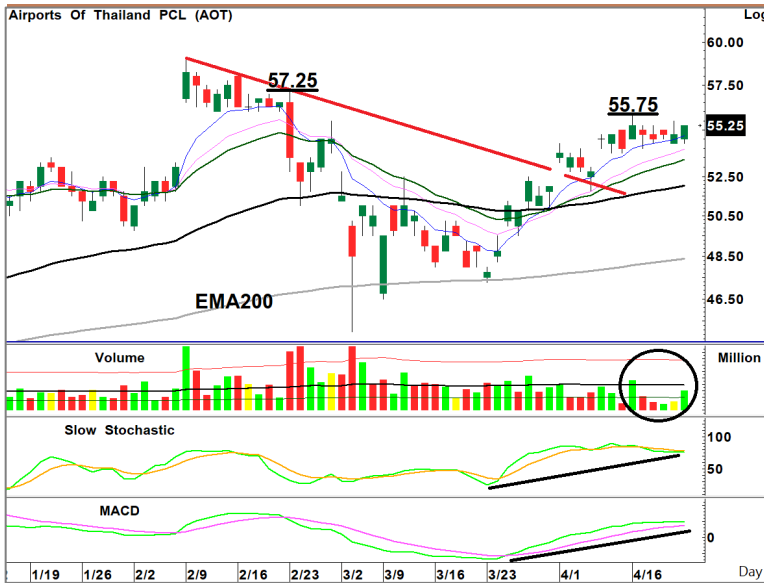 Airports Of Thailand PCL (AOT)
Log
60.00
57.50
57.25
55.75
55.25
52.50
50.50
48.50
EMA200
46.50
Volume
Million
Slow Stochastic
100
50
MACD
0
1/19 1/26 2/2 2/9 2/16 2/23 3/2 3/9 3/16 3/23 4/1 4/16 Day